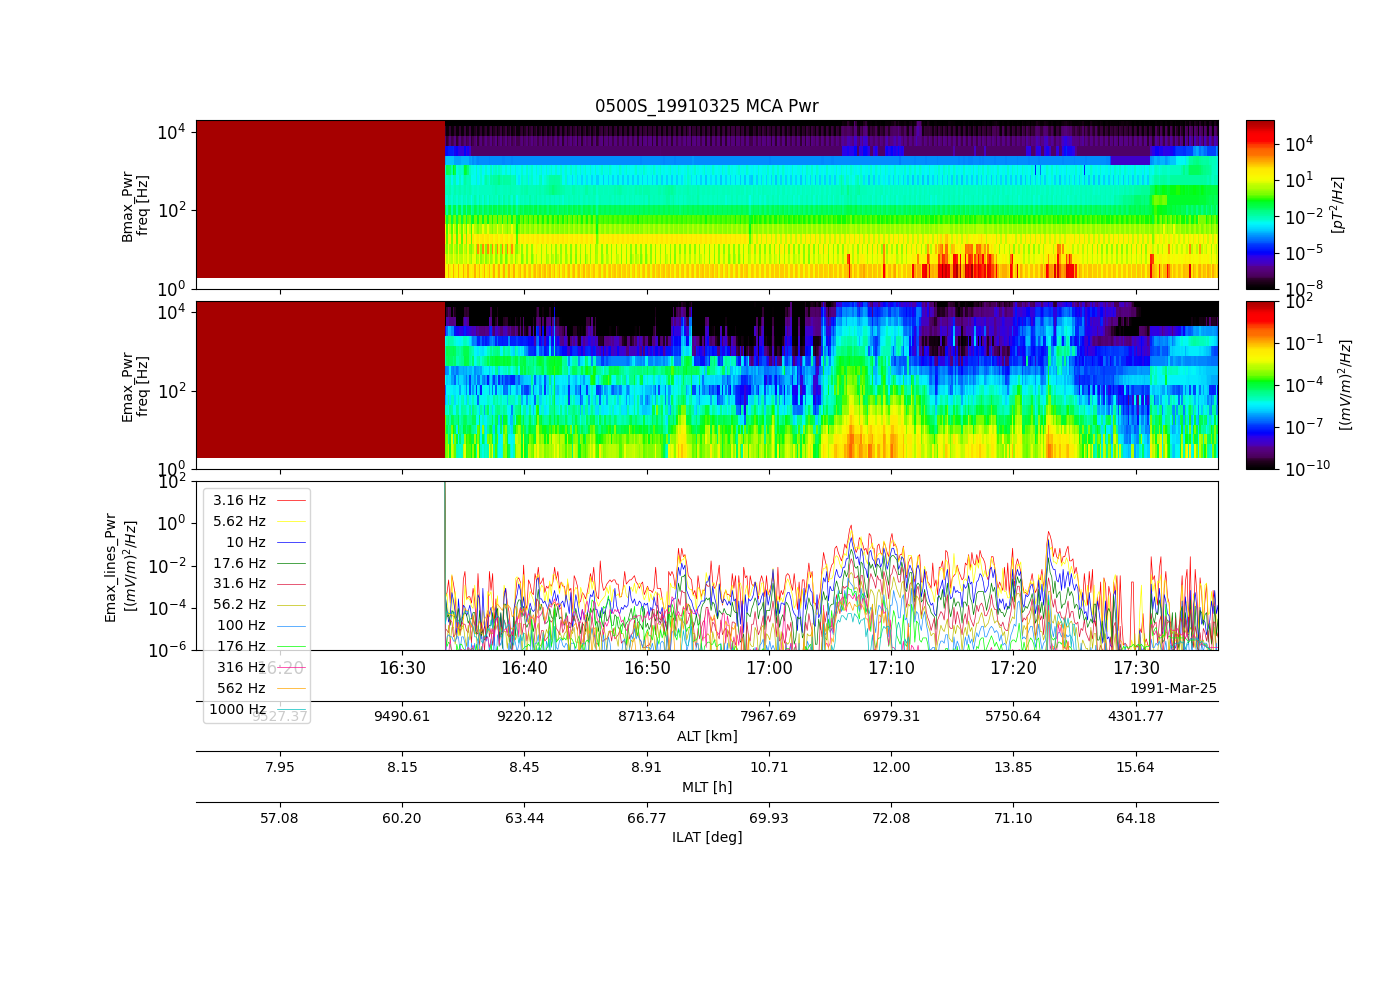 0500S_19910325 MCA Pwr
Bmax_Pwr
freq [Hz]
10^4
10^2
10^0
10^4
10^1
10^-2
10^-5
10^-8
[pT^2/Hz]
Emax_Pwr
freq [Hz]
10^4
10^2
10^0
10^2
10^-1
10^-4
10^-7
10^-10
[(mV/m)^2/Hz]
Emax_lines_Pwr
[(mV/m)^2/Hz]
10^2
10^0
10^-2
10^-4
10^-6
3.16 Hz
5.62 Hz
10 Hz
17.6 Hz
31.6 Hz
56.2 Hz
100 Hz
176 Hz
316 Hz
562 Hz
1000 Hz
16:20 16:30 16:40 16:50 17:00 17:10 17:20 17:30
1991-Mar-25
9527.37 9490.61 9220.12 8713.64 7967.69 6979.31 5750.64 4301.77
ALT [km]
7.95 8.15 8.45 8.91 10.71 12.00 13.85 15.64
MLT [h]
57.08 60.20 63.44 66.77 69.93 72.08 71.10 64.18
ILAT [deg]